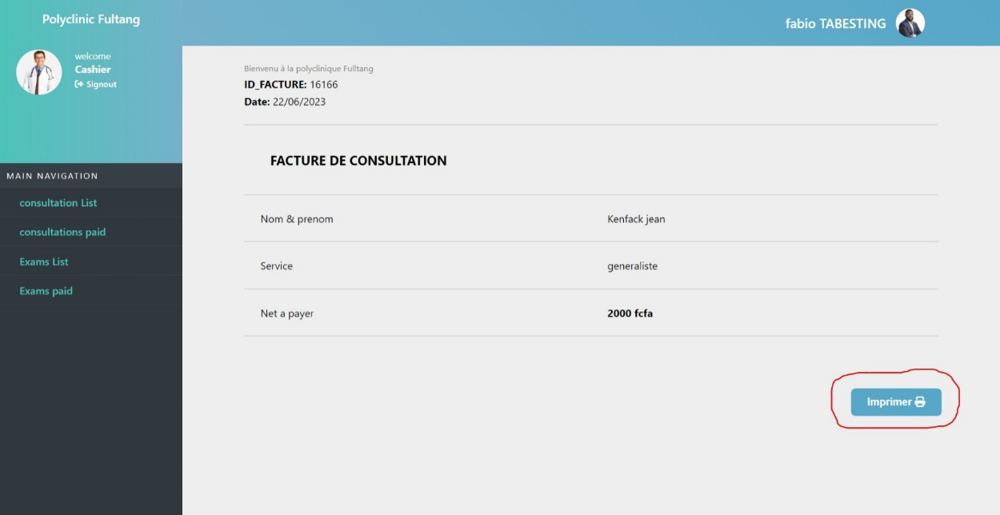 Polyclinic Fultang
fabio TABESTING
welcome
Cashier
Signout
MAIN NAVIGATION
consultation List
consultations paid
Exams List
Exams paid
Bienvenu à la polyclinique Fulltang
ID_FACTURE: 16166
Date: 22/06/2023
FACTURE DE CONSULTATION
Nom & prenom Kenfack jean
Service generaliste
Net a payer 2000 fcfa
Imprimer